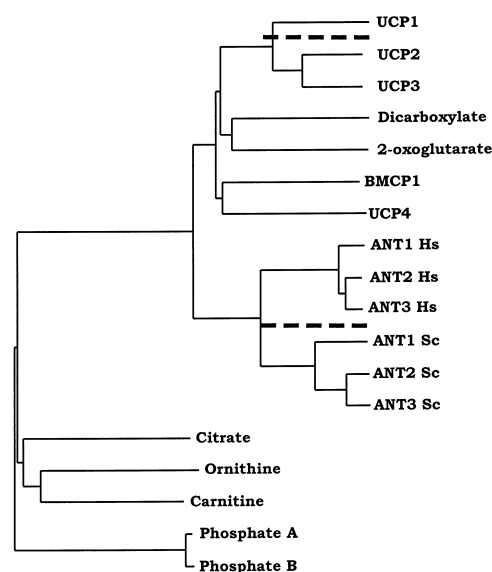 UCP1
UCP2
UCP3
Dicarboxylate
2-oxoglutarate
BMCP1
UCP4
ANT1 Hs
ANT2 Hs
ANT3 Hs
ANT1 Sc
ANT2 Sc
ANT3 Sc
Citrate
Ornithine
Carnitine
Phosphate A
Phosphate B